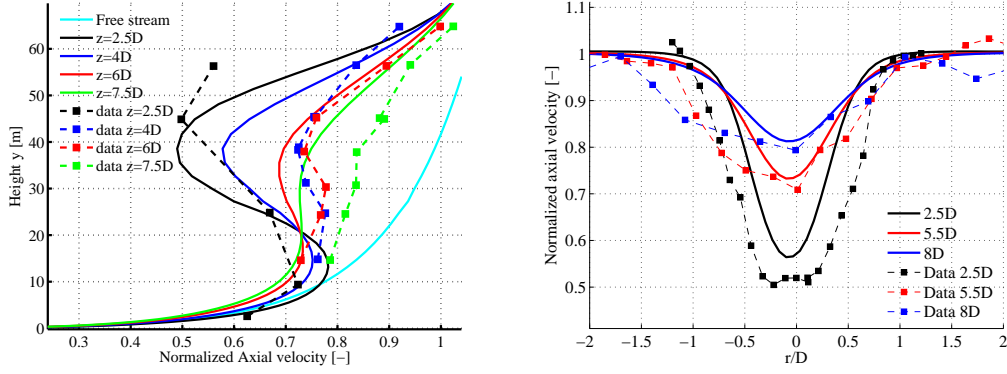 Free stream
z=2.5D
z=4D
z=6D
z=7.5D
data z=2.5D
data z=4D
data z=6D
data z=7.5D
Height y [m]
60
50
40
30
20
10
0
0.3 0.4 0.5 0.6 0.7 0.8 0.9 1
Normalized Axial velocity [−]
Normalized axial velocity [−]
1.1
1
0.9
0.8
0.7
0.6
0.5
2.5D
5.5D
8D
Data 2.5D
Data 5.5D
Data 8D
−2 −1.5 −1 −0.5 0 0.5 1 1.5 2
r/D